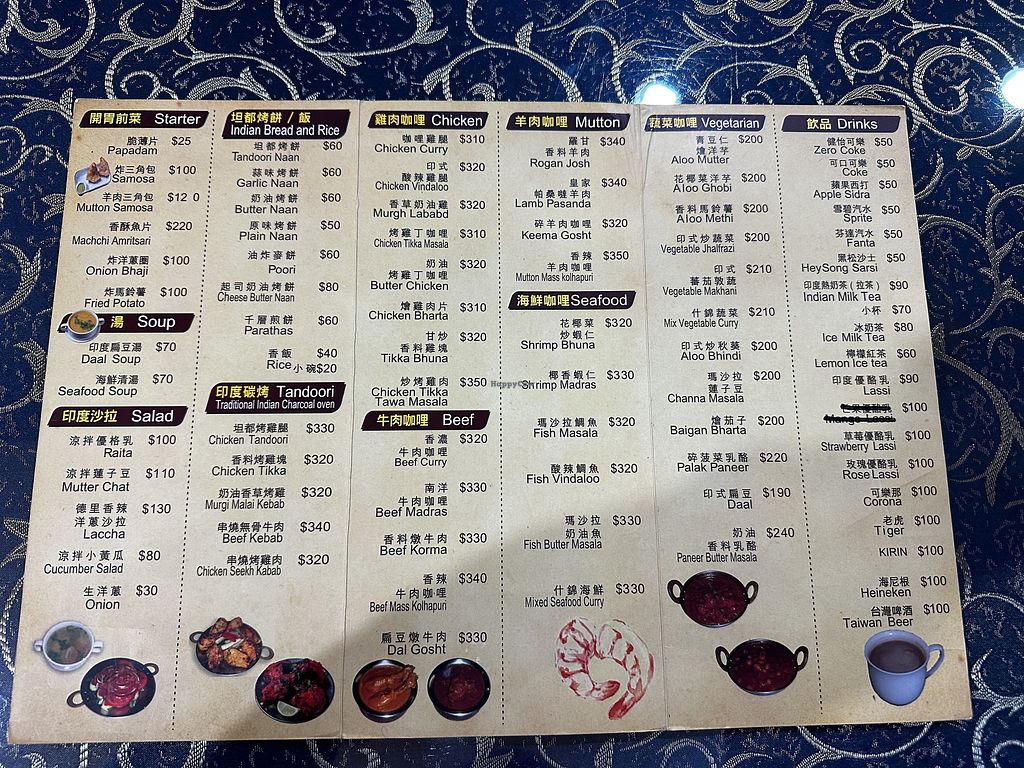 開胃前菜 Starter
脆薄片 $25
Papadam
炸三角包 $100
Samosa
羊肉三角包 $12 0
Mutton Samosa
香酥魚片 $220
Machchi Amritsari
炸洋蔥圈 $100
Onion Bhaji
炸馬鈴薯 $100
Fried Potato
湯 Soup
印度扁豆湯 $70
Daal Soup
海鮮清湯 $70
Seafood Soup
印度沙拉 Salad
涼拌優格乳 $100
Raita
涼拌蓮子豆 $110
Mutter Chat
德里香辣 $130
洋蔥沙拉
Laccha
涼拌小黃瓜 $80
Cucumber Salad
生洋蔥 $30
Onion
坦都烤餅 / 飯
Indian Bread and Rice
坦都烤餅 $60
Tandoori Naan
蒜味烤餅 $60
Garlic Naan
奶油烤餅 $60
Butter Naan
原味烤餅 $50
Plain Naan
油炸麥餅 $60
Poori
起司奶油烤餅 $80
Cheese Butter Naan
千層煎餅 $60
Parathas
香飯 $40
Rice 小碗$20
印度碳烤 Tandoori
Traditional Indian Charcoal oven
坦都烤雞腿 $330
Chicken Tandoori
香料烤雞塊 $320
Chicken Tikka
奶油香草烤雞 $320
Murgi Malai Kebab
串燒無骨牛肉 $340
Beef Kebab
串燒烤雞肉 $320
Chicken Seekh Kabab
雞肉咖哩 Chicken
咖哩雞腿 $310
Chicken Curry
印式 $320
酸辣雞腿
Chicken Vindaloo
香草奶油雞 $320
Murgh Lababd
烤雞丁咖哩 $310
Chicken Tikka Masala
奶油 $320
烤雞丁咖哩
Butter Chicken
燴雞肉片 $310
Chicken Bharta
甘炒 $320
香料雞塊
Tikka Bhuna
炒烤雞肉 $350
Chicken Tikka
Tawa Masala
牛肉咖哩 Beef
香濃 $320
牛肉咖哩
Beef Curry
南洋 $330
牛肉咖哩
Beef Madras
香料燉牛肉 $330
Beef Korma
香辣 $340
牛肉咖哩
Beef Mass Kolhapuri
扁豆燉牛肉 $330
Dal Gosht
羊肉咖哩 Mutton
羅甘 $340
香料羊肉
Rogan Josh
皇家 $340
帕桑噠羊肉
Lamb Pasanda
碎羊肉咖哩 $320
Keema Gosht
香辣 $350
羊肉咖哩
Mutton Mass kolhapuri
海鮮咖哩Seafood
花椰菜 $320
炒蝦仁
Shrimp Bhuna
椰香蝦仁 $330
Shrimp Madras
瑪沙拉鯛魚 $320
Fish Masala
酸辣鯛魚 $320
Fish Vindaloo
瑪沙拉 $330
奶油魚
Fish Butter Masala
什錦海鮮 $330
Mixed Seafood Curry
蔬菜咖哩 Vegetarian
青豆仁 $200
燴洋芋
Aloo Mutter
花椰菜洋芋 $200
Aloo Ghobi
香料馬鈴薯 $200
Aloo Methi
印式炒蔬菜 $200
Vegetable Jhalfrazi
印式 $210
蕃茄敦蔬
Vegetable Makhani
什錦蔬菜 $210
Mix Vegetable Curry
印式炒秋葵 $200
Aloo Bhindi
瑪沙拉 $200
蓮子豆
Channa Masala
燴茄子 $200
Baigan Bharta
碎菠菜乳酪 $220
Palak Paneer
印式扁豆 $190
Daal
奶油 $240
香料乳酪
Paneer Butter Masala
飲品 Drinks
健怡可樂 $50
Zero Coke
可口可樂 $50
Coke
蘋果西打 $50
Apple Sidra
雪碧汽水 $50
Sprite
芬達汽水 $50
Fanta
黑松沙士 $50
HeySong Sarsi
印度熱奶茶(拉茶) $90
Indian Milk Tea
小杯 $70
冰奶茶 $80
Ice Milk Tea
檸檬紅茶 $60
Lemon Ice tea
印度優酪乳 $90
Lassi
芒果優酪乳 $100
Mango Lassi
草莓優酪乳 $100
Strawberry Lassi
玫瑰優酪乳 $100
Rose Lassi
可樂那 $100
Corona
老虎 $100
Tiger
KIRIN $100
海尼根 $100
Heineken
台灣啤酒 $100
Taiwan Beer
HappyCow